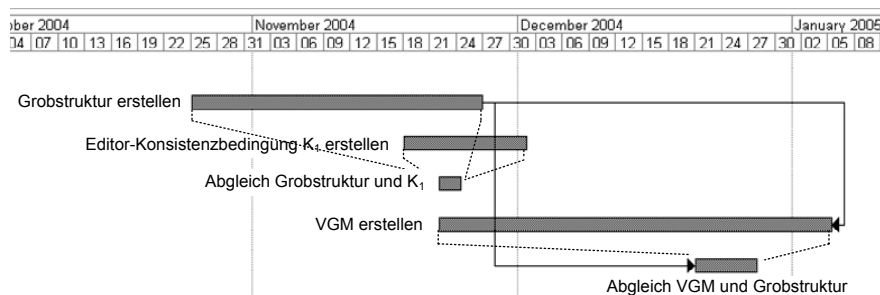 ober 2004 November 2004 December 2004 January 2005
04 07 10 13 16 19 22 25 28 31 03 06 09 12 15 18 21 24 27 30 03 06 09 12 15 18 21 24 27 30 02 05 08
Grobstruktur erstellen
Editor-Konsistenzbedingung K₁ erstellen
Abgleich Grobstruktur und K₁
VGM erstellen
Abgleich VGM und Grobstruktur